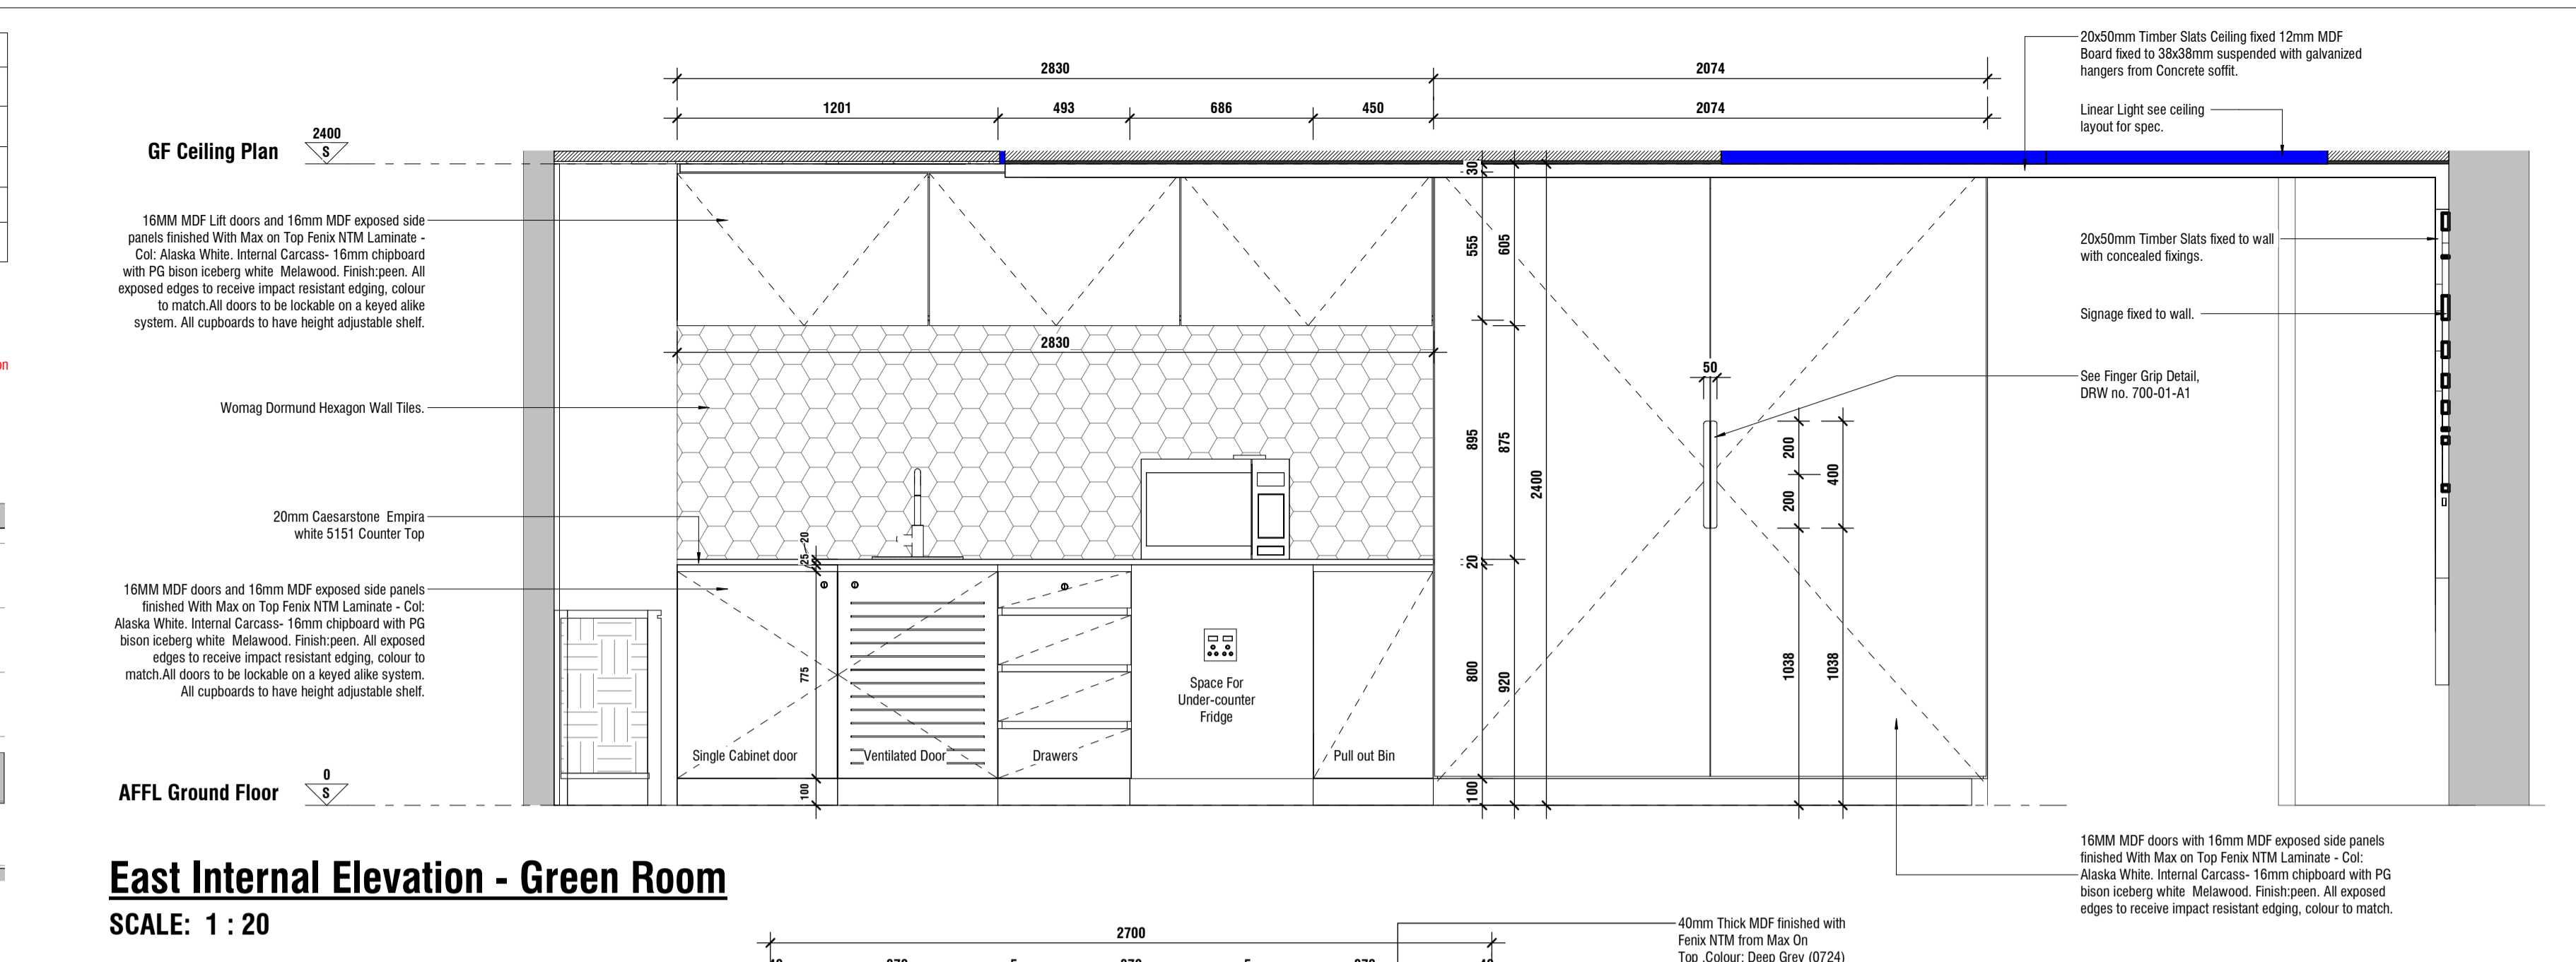 20x50mm Timber Slats Ceiling fixed 12mm MDF
Board fixed to 38x38mm suspended with galvanized
hangers from Concrete soffit.
2830
2074
1201
493
686
450
2074
Linear Light see ceiling
layout for spec.
GF Ceiling Plan
2400
S
30
16MM MDF Lift doors and 16mm MDF exposed side
panels finished With Max on Top Fenix NTM Laminate -
Col: Alaska White. Internal Carcass- 16mm chipboard
with PG bison iceberg white Melawood. Finish:peen. All
exposed edges to receive impact resistant edging, colour
to match.All doors to be lockable on a keyed alike
system. All cupboards to have height adjustable shelf.
555
605
20x50mm Timber Slats fixed to wall
with concealed fixings.
Signage fixed to wall.
2830
50
See Finger Grip Detail,
DRW no. 700-01-A1
Womag Dormund Hexagon Wall Tiles.
895
875
2400
200
200
400
20mm Caesarstone Empira
white 5151 Counter Top
20
25
20
16MM MDF doors and 16mm MDF exposed side panels
finished With Max on Top Fenix NTM Laminate - Col:
Alaska White. Internal Carcass- 16mm chipboard with PG
bison iceberg white Melawood. Finish:peen. All exposed
edges to receive impact resistant edging, colour to
match.All doors to be lockable on a keyed alike system.
All cupboards to have height adjustable shelf.
775
800
920
1038
1038
Space For
Under-counter
Fridge
Single Cabinet door
Ventilated Door
Drawers
Pull out Bin
100
100
AFFL Ground Floor
0
S
16MM MDF doors with 16mm MDF exposed side panels
finished With Max on Top Fenix NTM Laminate - Col:
Alaska White. Internal Carcass- 16mm chipboard with PG
bison iceberg white Melawood. Finish:peen. All exposed
edges to receive impact resistant edging, colour to match.
East Internal Elevation - Green Room
SCALE: 1 : 20
2700
40mm Thick MDF finished with
Fenix NTM from Max On
Top .Colour: Deep Grey (0724)